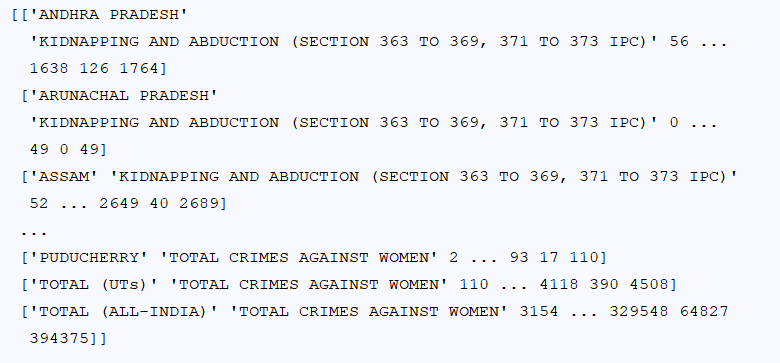 [['ANDHRA PRADESH'
'KIDNAPPING AND ABDUCTION (SECTION 363 TO 369, 371 TO 373 IPC)' 56 ...
1638 126 1764]
['ARUNACHAL PRADESH'
'KIDNAPPING AND ABDUCTION (SECTION 363 TO 369, 371 TO 373 IPC)' 0 ...
49 0 49]
['ASSAM' 'KIDNAPPING AND ABDUCTION (SECTION 363 TO 369, 371 TO 373 IPC)'
52 ... 2649 40 2689]
...
['PUDUCHERRY' 'TOTAL CRIMES AGAINST WOMEN' 2 ... 93 17 110]
['TOTAL (UTs)' 'TOTAL CRIMES AGAINST WOMEN' 110 ... 4118 390 4508]
['TOTAL (ALL-INDIA)' 'TOTAL CRIMES AGAINST WOMEN' 3154 ... 329548 64827
394375]]